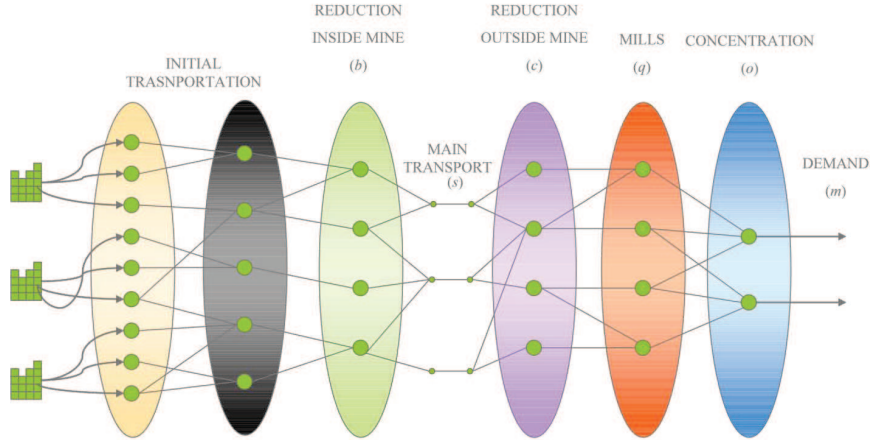 INITIAL
TRASNPORTATION
REDUCTION
INSIDE MINE
(b)
MAIN
TRANSPORT
(s)
REDUCTION
OUTSIDE MINE
(c)
MILLS
(q)
CONCENTRATION
(o)
DEMAND
(m)